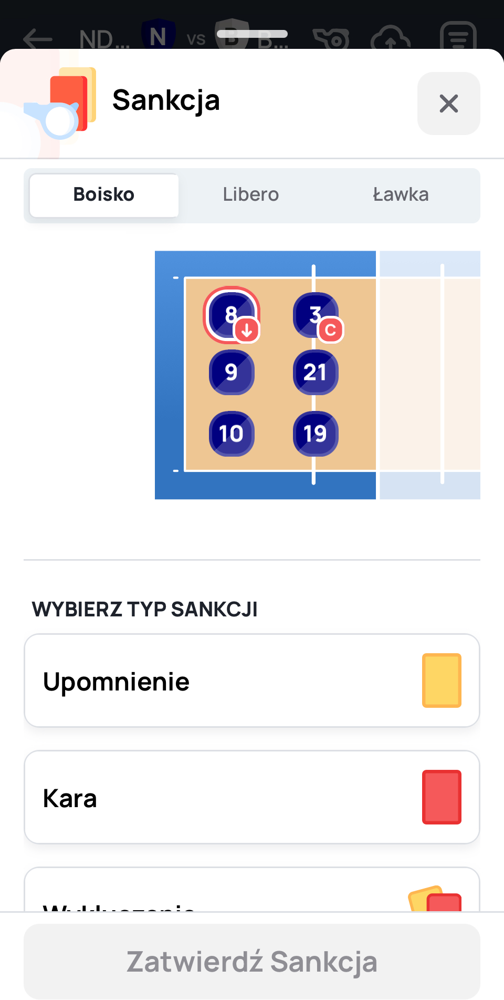 ND... N vs B B...
Sankcja
Boisko Libero Ławka
8 3 C
9 21
10 19
WYBIERZ TYP SANKCJI
Upomnienie
Kara
Wykluczenie
Zatwierdź Sankcja